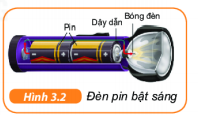 Bóng đèn
Dây dẫn
Pin
Hình 3.2 Đèn pin bật sáng